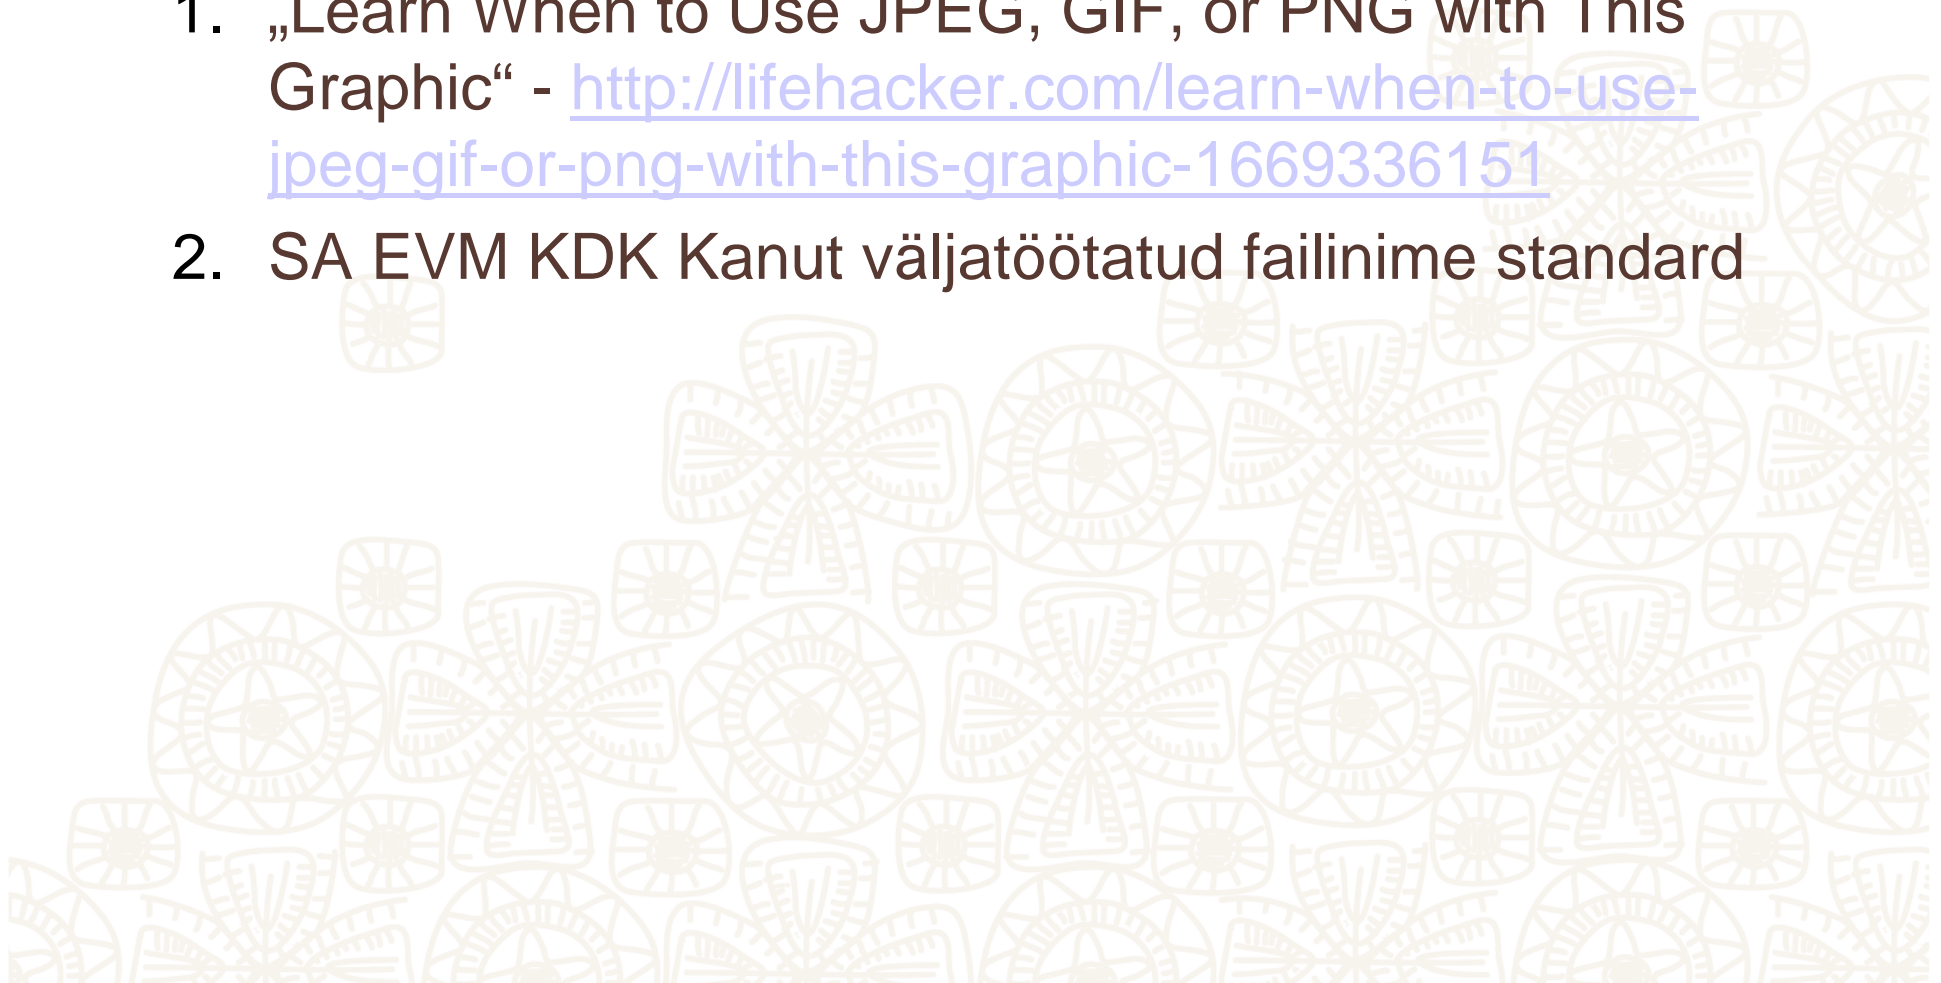 1. „Learn When to Use JPEG, GIF, or PNG with This
Graphic“ - http://lifehacker.com/learn-when-to-use-
jpeg-gif-or-png-with-this-graphic-1669336151
2. SA EVM KDK Kanut väljatöötatud failinime standard